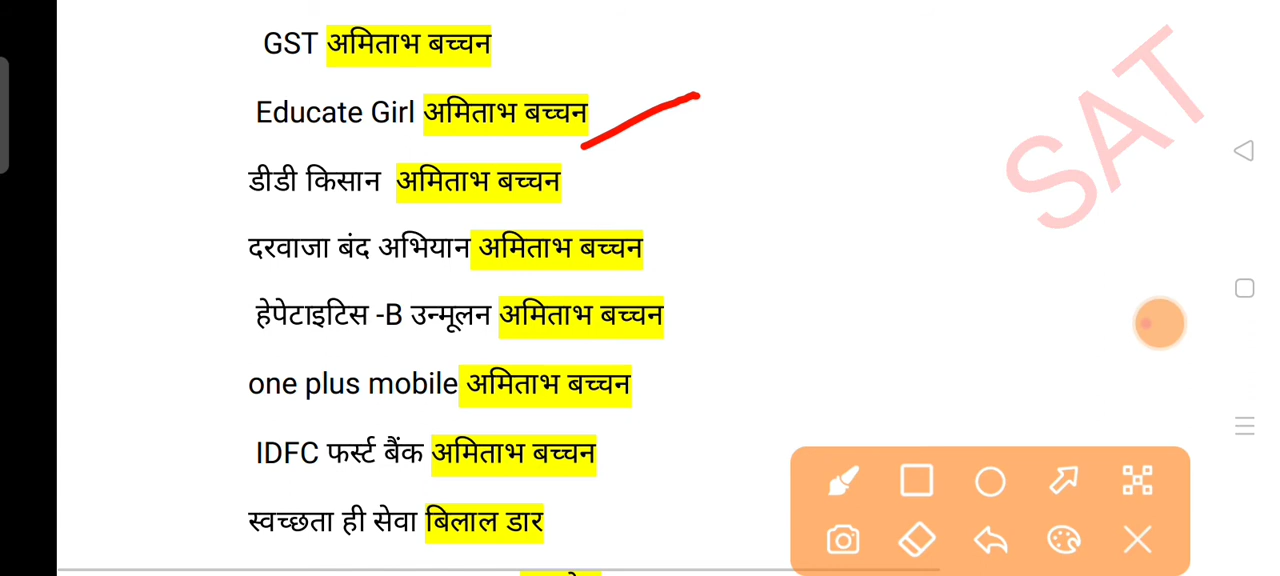 GST अमिताभ बच्चन
Educate Girl अमिताभ बच्चन
डीडी किसान अमिताभ बच्चन
दरवाजा बंद अभियान अमिताभ बच्चन
हेपेटाइटिस -B उन्मूलन अमिताभ बच्चन
one plus mobile अमिताभ बच्चन
IDFC फर्स्ट बैंक अमिताभ बच्चन
स्वच्छता ही सेवा बिलाल डार
SAT